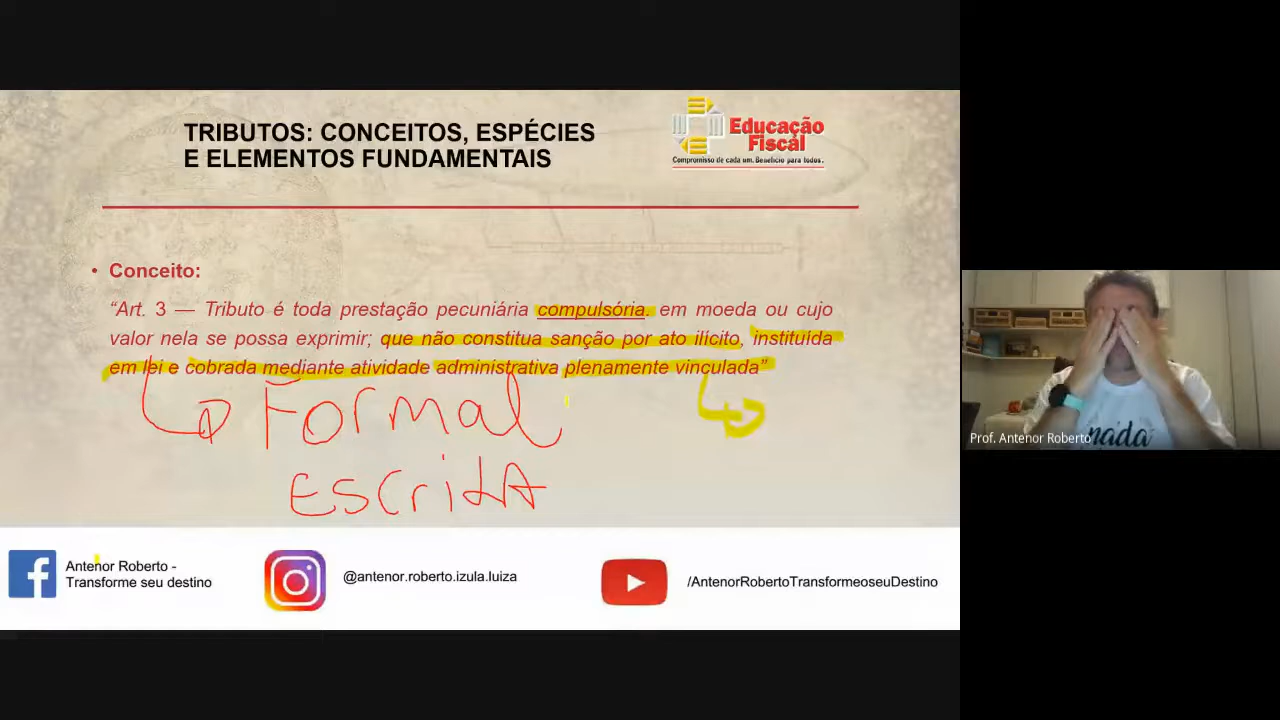 TRIBUTOS: CONCEITOS, ESPÉCIES
E ELEMENTOS FUNDAMENTAIS
Educação
Fiscal
Compromisso de cada um. Benefício para todos.
• Conceito:
“Art. 3 — Tributo é toda prestação pecuniária compulsória. em moeda ou cujo
valor nela se possa exprimir; que não constitua sanção por ato ilícito, instituída
em lei e cobrada mediante atividade administrativa plenamente vinculada”
Formal
EscritA
Antenor Roberto -
Transforme seu destino
@antenor.roberto.izula.luiza
/AntenorRobertoTransformeoseuDestino
Prof. Antenor Roberto
nada